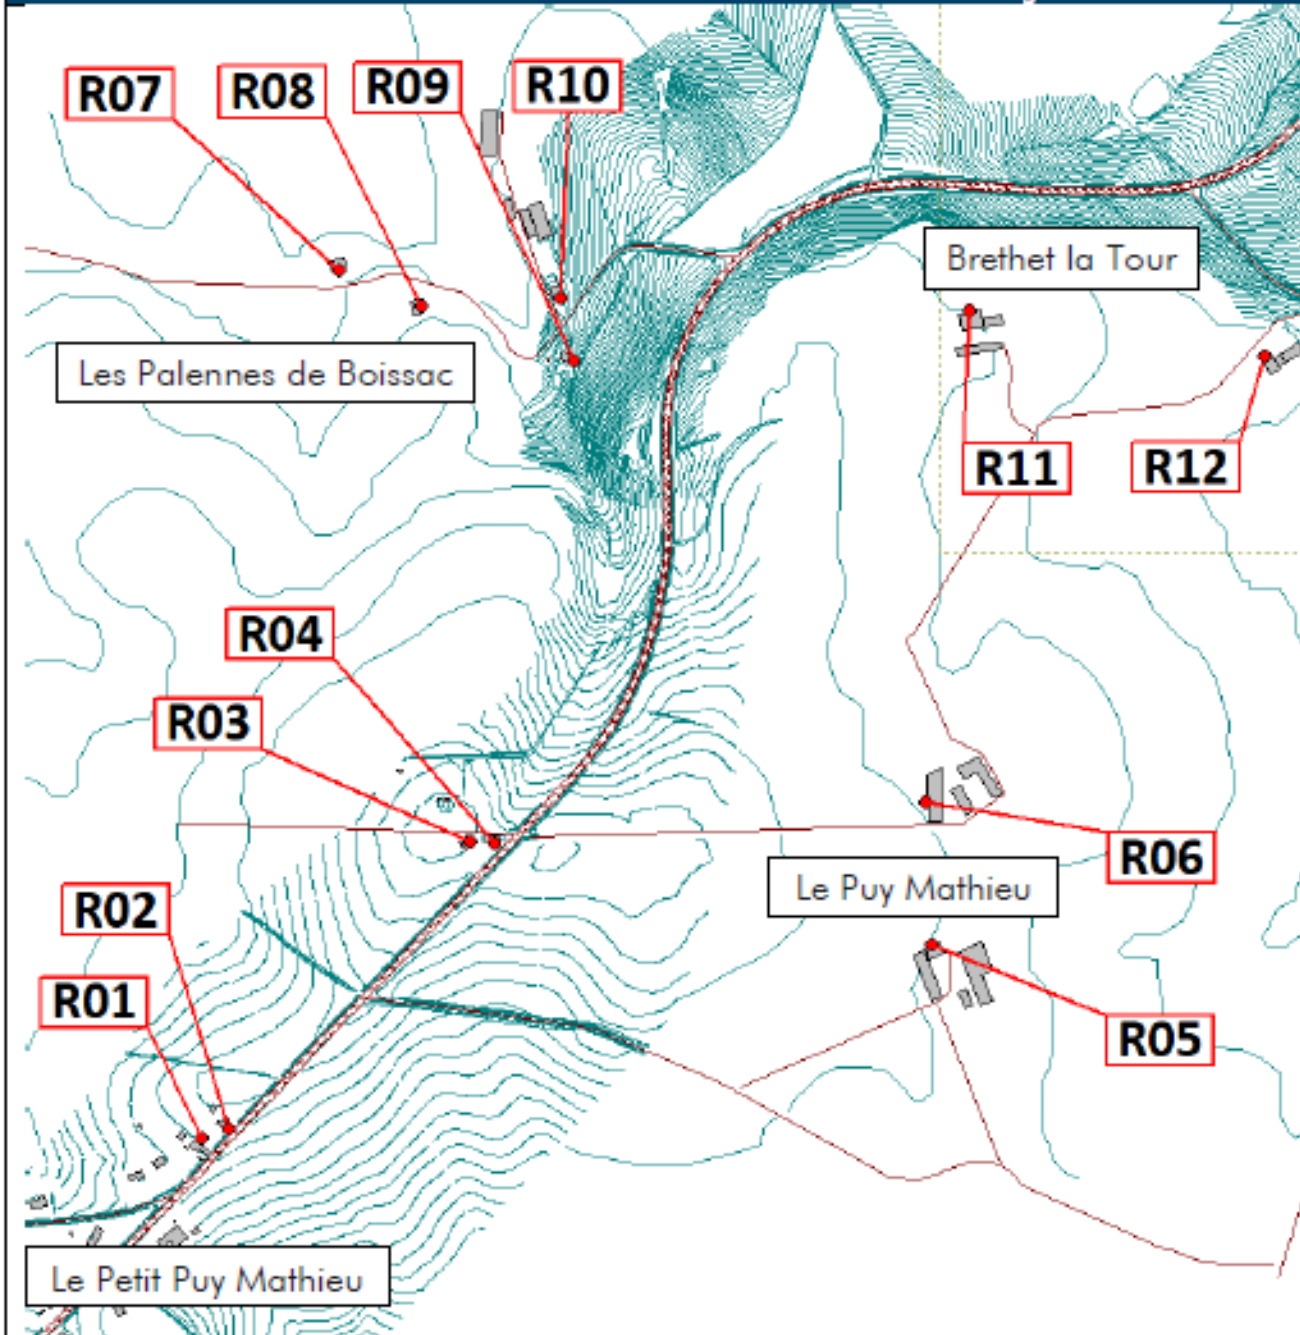 R07
R08
R09
R10
Brethet la Tour
Les Palennes de Boissac
R11
R12
R04
R03
R06
Le Puy Mathieu
R02
R01
R05
Le Petit Puy Mathieu